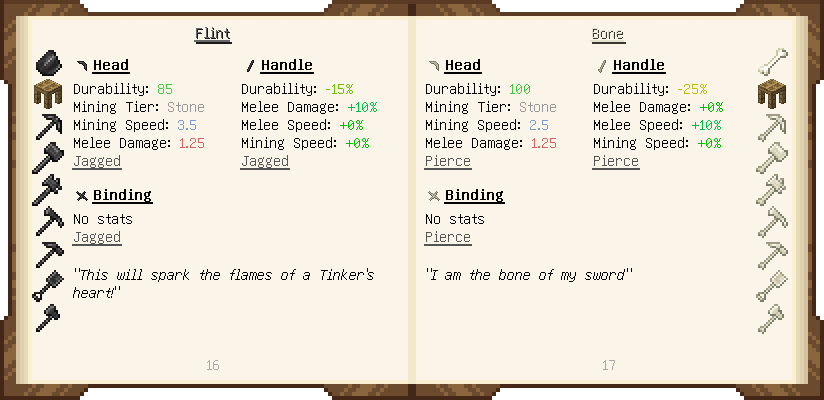 Flint
Head
Durability: 85
Mining Tier: Stone
Mining Speed: 3.5
Melee Damage: 1.25
Jagged
Handle
Durability: -15%
Melee Damage: +10%
Melee Speed: +0%
Mining Speed: +0%
Jagged
Binding
No stats
Jagged
"This will spark the flames of a Tinker's
heart!"
16
Bone
Head
Durability: 100
Mining Tier: Stone
Mining Speed: 2.5
Melee Damage: 1.25
Pierce
Handle
Durability: -25%
Melee Damage: +0%
Melee Speed: +10%
Mining Speed: +0%
Pierce
Binding
No stats
Pierce
"I am the bone of my sword"
17